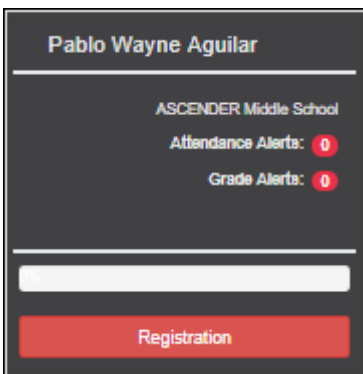 Pablo Wayne Aguilar
ASCENDER Middle School
Attendance Alerts: 0
Grade Alerts: 0
Registration